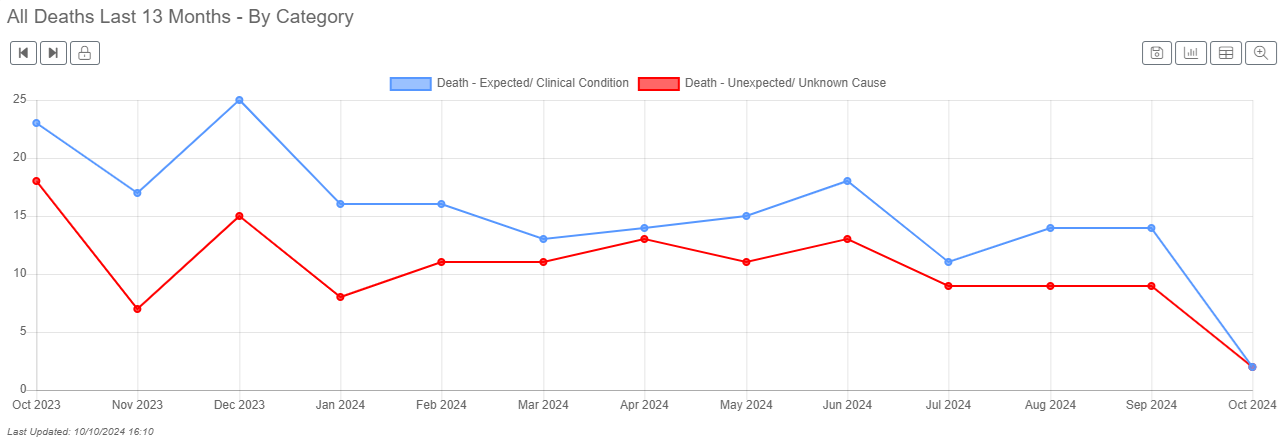 All Deaths Last 13 Months - By Category
Death - Expected/ Clinical Condition Death - Unexpected/ Unknown Cause
25
20
15
10
5
0
Oct 2023 Nov 2023 Dec 2023 Jan 2024 Feb 2024 Mar 2024 Apr 2024 May 2024 Jun 2024 Jul 2024 Aug 2024 Sep 2024 Oct 2024
Last Updated: 10/10/2024 16:10